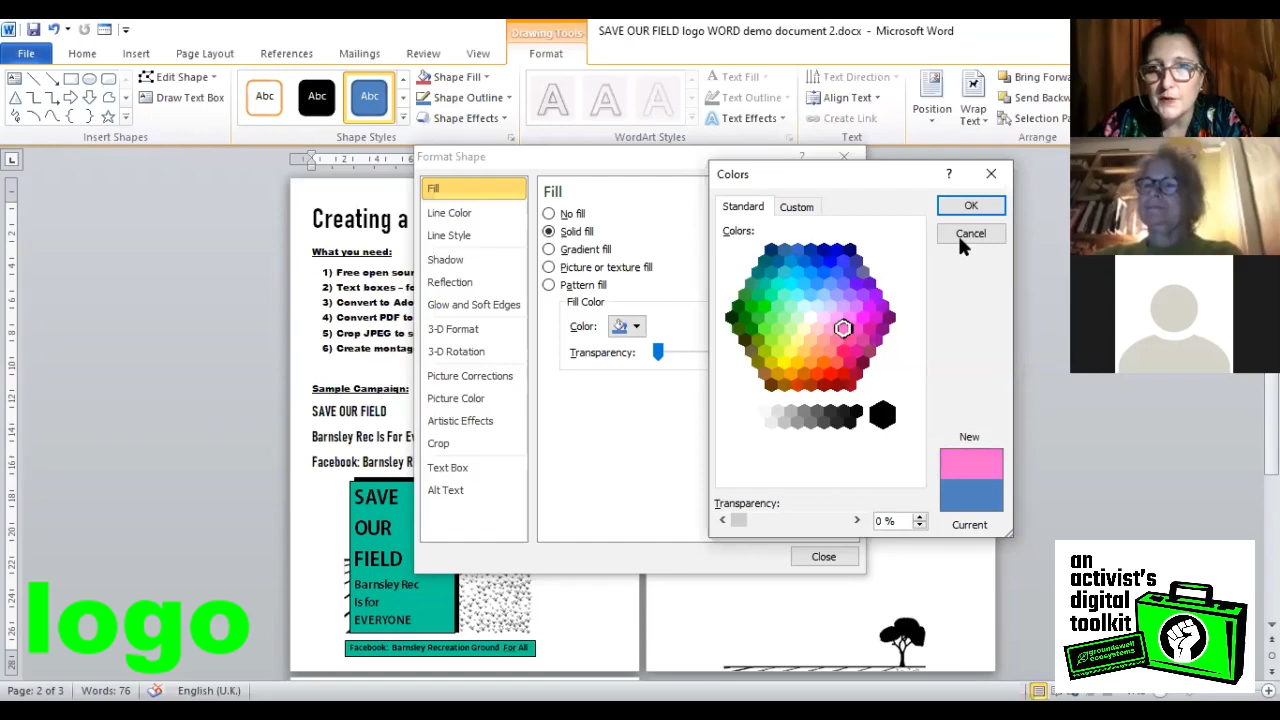 SAVE OUR FIELD logo WORD demo document 2.docx - Microsoft Word
Drawing Tools
File Home Insert Page Layout References Mailings Review View Format
Edit Shape
Draw Text Box
Insert Shapes
Abc Abc Abc
Shape Fill
Shape Outline
Shape Effects
Shape Styles
A A A
WordArt Styles
Text Fill
Text Outline
Text Effects
Text Direction
Align Text
Create Link
Text
Position
Wrap
Text
Bring Forwa
Send Backw
Selection Pa
Arrange
L
Creating a
What you need:
1) Free open sour
2) Text boxes – fo
3) Convert to Ado
4) Convert PDF to
5) Crop JPEG to s
6) Create montag
Sample Campaign:
SAVE OUR FIELD
Barnsley Rec Is For Ev
Facebook: Barnsley R
SAVE
OUR
FIELD
Barnsley Rec
Is for
EVERYONE
Facebook: Barnsley Recreation Ground For All
Format Shape
?
Fill
Line Color
Line Style
Shadow
Reflection
Glow and Soft Edges
3-D Format
3-D Rotation
Picture Corrections
Picture Color
Artistic Effects
Crop
Text Box
Alt Text
Fill
No fill
Solid fill
Gradient fill
Picture or texture fill
Pattern fill
Fill Color
Color:
Transparency:
Close
Colors
?
Standard Custom
Colors:
OK
Cancel
New
Current
Transparency:
0 %
logo
an
activist's
digital
toolkit
groundswell
ecosystems
Page: 2 of 3 Words: 76 English (U.K.)